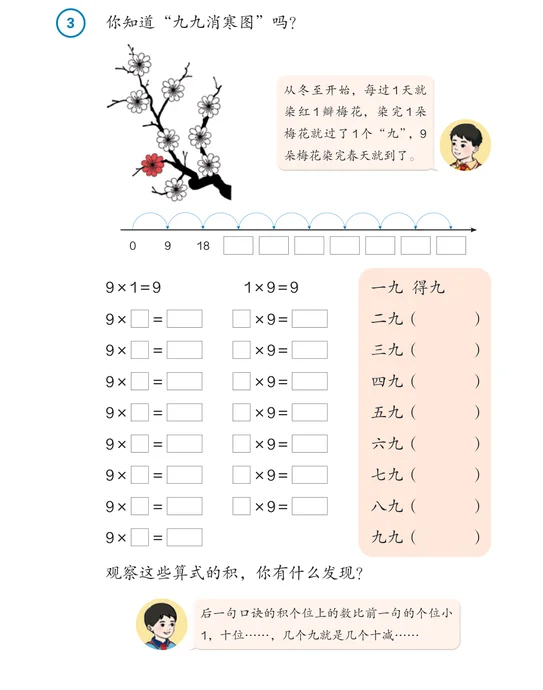 3 你知道“九九消寒图”吗?
从冬至开始,每过1天就
染红1瓣梅花,染完1朵
梅花就过了1个“九”,9
朵梅花染完春天就到了。
0 9 18
9×1=9 1×9=9 一九 得九
9×□=□ □×9=□ 二九( )
9×□=□ □×9=□ 三九( )
9×□=□ □×9=□ 四九( )
9×□=□ □×9=□ 五九( )
9×□=□ □×9=□ 六九( )
9×□=□ □×9=□ 七九( )
9×□=□ □×9=□ 八九( )
9×□=□ 九九( )
观察这些算式的积,你有什么发现?
后一句口诀的积个位上的数比前一句的个位小
1,十位……,几个九就是几个十减……